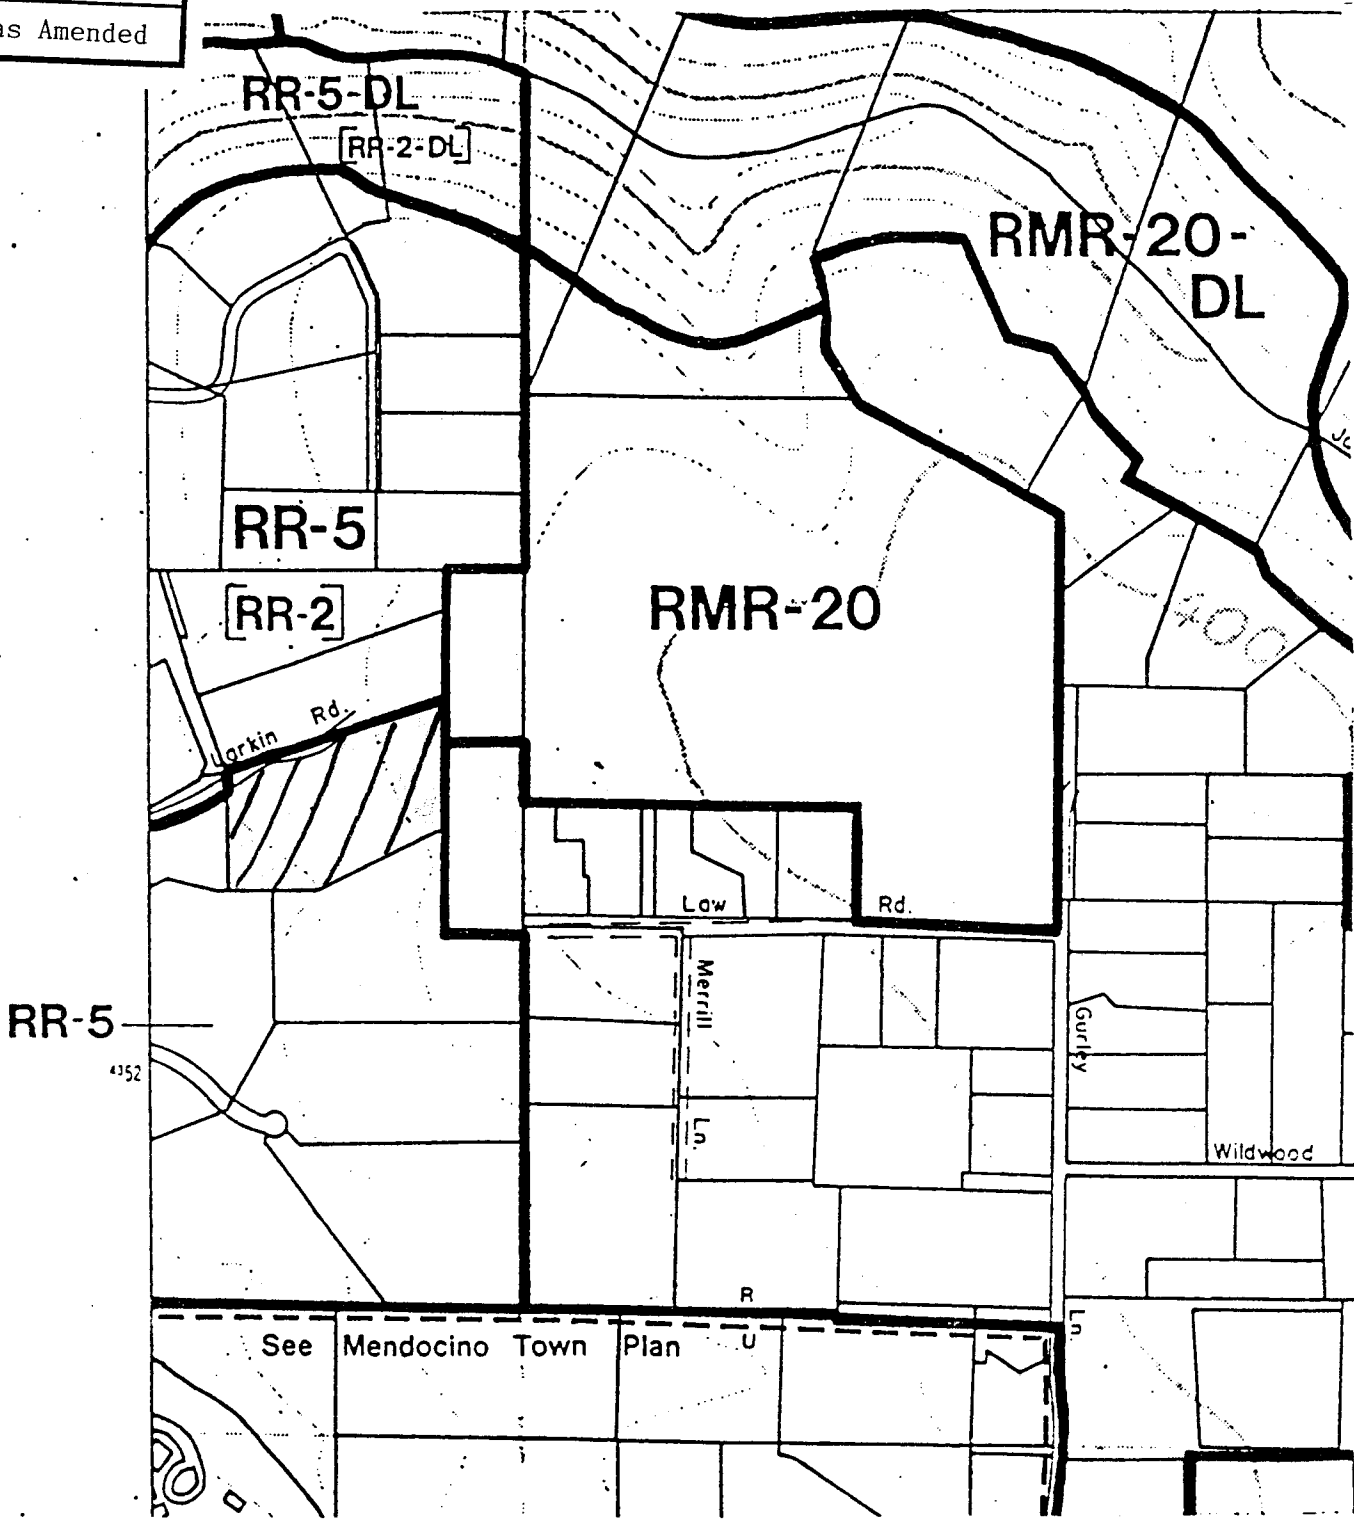 as Amended
RR-5-DL
[RR-2-DL]
RMR-20-
DL
RR-5
[RR-2]
RMR-20
400
Larkin Rd.
Law Rd.
Merrill
Ln.
Gurley
Ln.
RR-5
4352
Wildwood
R
U
See Mendocino Town Plan